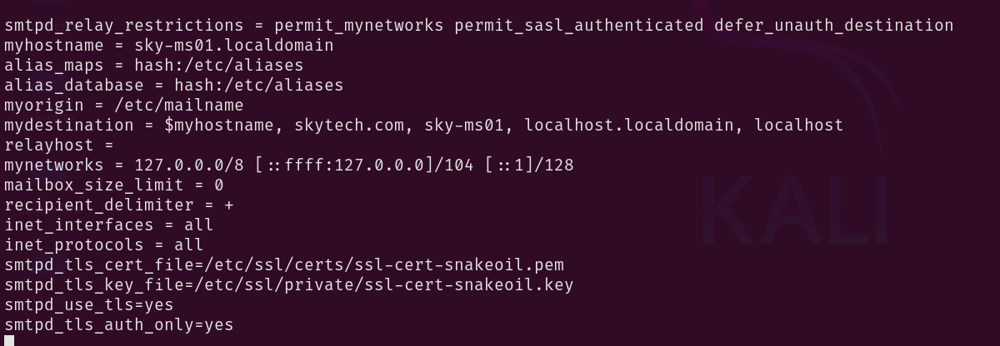 smtpd_relay_restrictions = permit_mynetworks permit_sasl_authenticated defer_unauth_destination
myhostname = sky-ms01.localdomain
alias_maps = hash:/etc/aliases
alias_database = hash:/etc/aliases
myorigin = /etc/mailname
mydestination = $myhostname, skytech.com, sky-ms01, localhost.localdomain, localhost
relayhost =
mynetworks = 127.0.0.0/8 [::ffff:127.0.0.0]/104 [::1]/128
mailbox_size_limit = 0
recipient_delimiter = +
inet_interfaces = all
inet_protocols = all
smtpd_tls_cert_file=/etc/ssl/certs/ssl-cert-snakeoil.pem
smtpd_tls_key_file=/etc/ssl/private/ssl-cert-snakeoil.key
smtpd_use_tls=yes
smtpd_tls_auth_only=yes
KALI